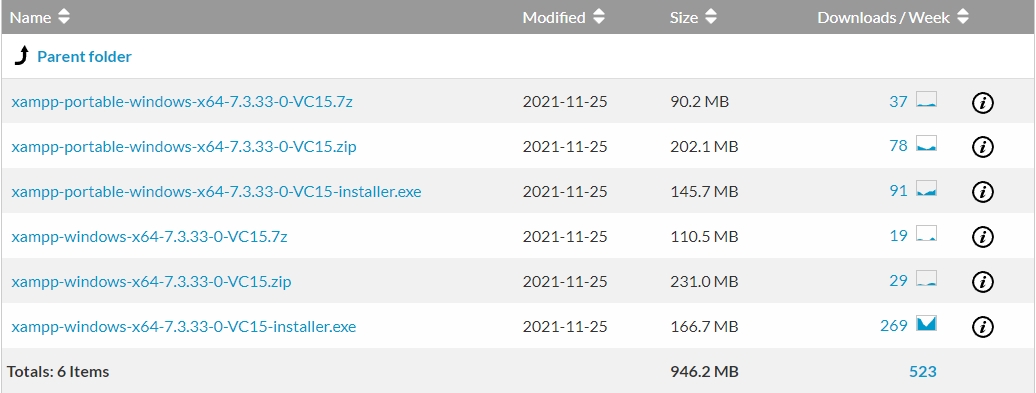 Name Modified Size Downloads / Week
Parent folder
xampp-portable-windows-x64-7.3.33-0-VC15.7z 2021-11-25 90.2 MB 37
xampp-portable-windows-x64-7.3.33-0-VC15.zip 2021-11-25 202.1 MB 78
xampp-portable-windows-x64-7.3.33-0-VC15-installer.exe 2021-11-25 145.7 MB 91
xampp-windows-x64-7.3.33-0-VC15.7z 2021-11-25 110.5 MB 19
xampp-windows-x64-7.3.33-0-VC15.zip 2021-11-25 231.0 MB 29
xampp-windows-x64-7.3.33-0-VC15-installer.exe 2021-11-25 166.7 MB 269
Totals: 6 Items 946.2 MB 523